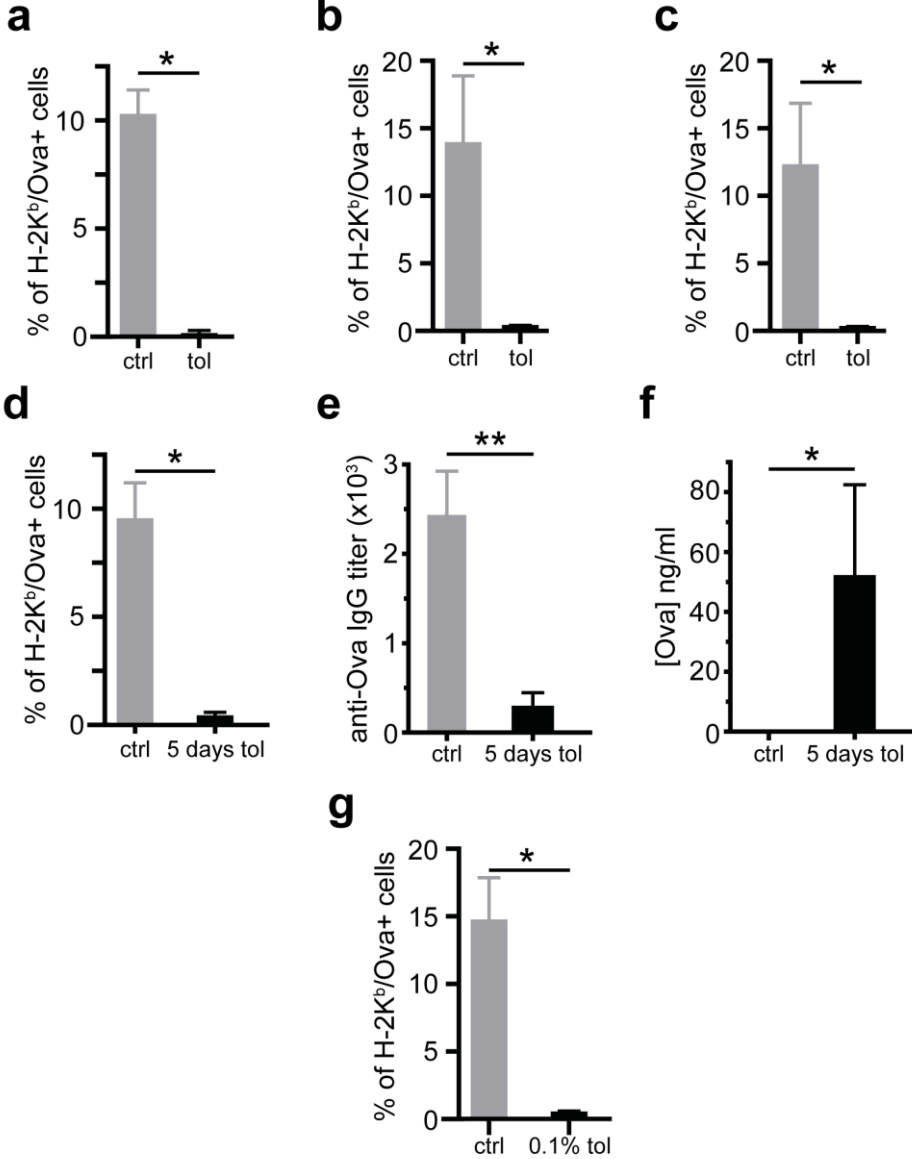 a
% of H-2Kᵇ/Ova+ cells
10
5
0
*
ctrl
tol
b
% of H-2Kᵇ/Ova+ cells
20
15
10
5
0
*
ctrl
tol
c
% of H-2Kᵇ/Ova+ cells
20
15
10
5
0
*
ctrl
tol
d
% of H-2Kᵇ/Ova+ cells
10
5
0
*
ctrl
5 days tol
e
anti-Ova IgG titer (x10³)
3
2
1
0
**
ctrl
5 days tol
f
[Ova] ng/ml
80
60
40
20
0
*
ctrl
5 days tol
g
% of H-2Kᵇ/Ova+ cells
20
15
10
5
0
*
ctrl
0.1% tol